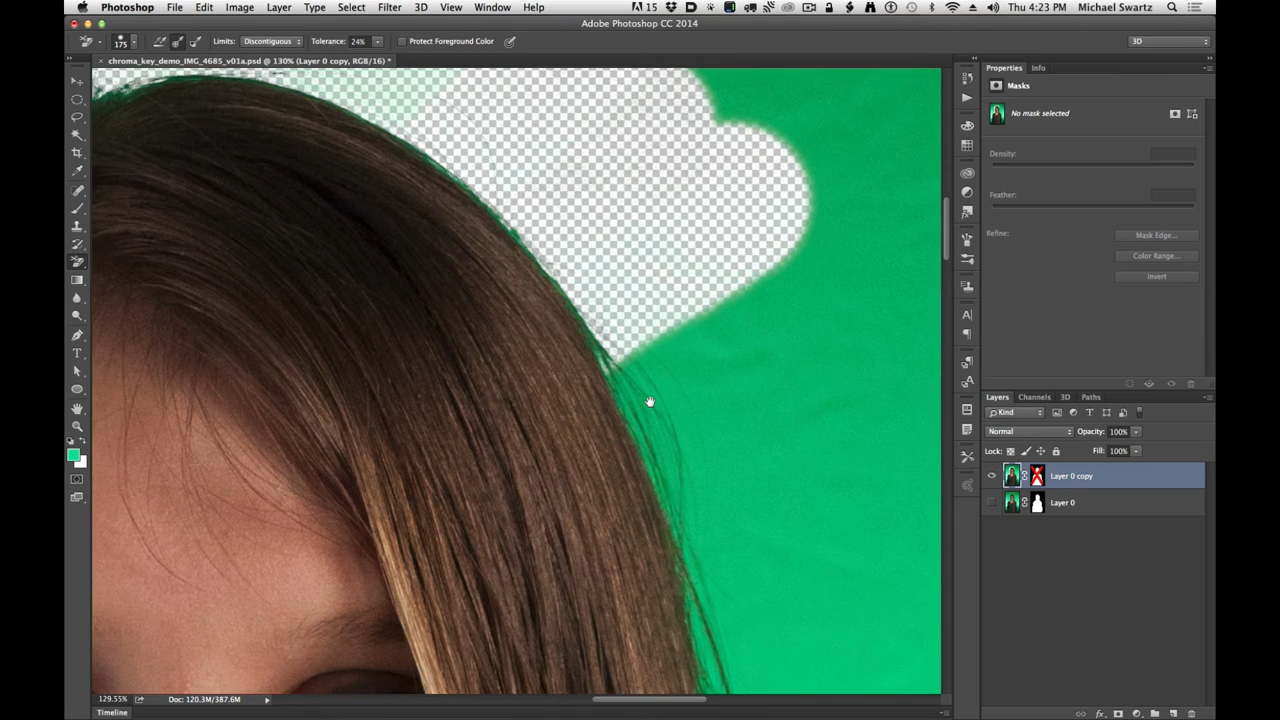 Photoshop File Edit Image Layer Type Select Filter 3D View Window Help 15 Thu 4:23 PM Michael Swartz
Adobe Photoshop CC 2014
175 Limits: Discontiguous Tolerance: 24% Protect Foreground Color 3D
× chroma_key_demo_IMG_4685_v01a.psd @ 130% (Layer 0 copy, RGB/16) *
Properties Info
Masks
No mask selected
Density:
Feather:
Refine: Mask Edge...
Color Range...
Invert
Layers Channels 3D Paths
Kind
Normal Opacity: 100%
Lock: Fill: 100%
Layer 0 copy
Layer 0
129.55% Doc: 120.3M/387.6M
Timeline